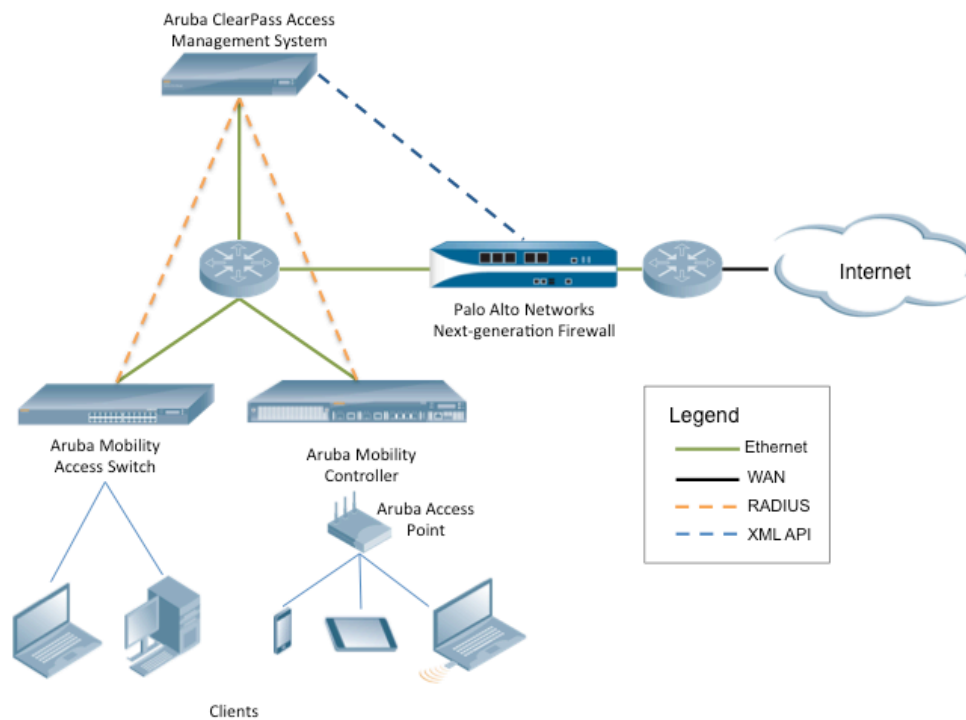 Aruba ClearPass Access
Management System
Internet
Palo Alto Networks
Next-generation Firewall
Aruba Mobility
Access Switch
Aruba Mobility
Controller
Aruba Access
Point
Legend
Ethernet
WAN
RADIUS
XML API
Clients